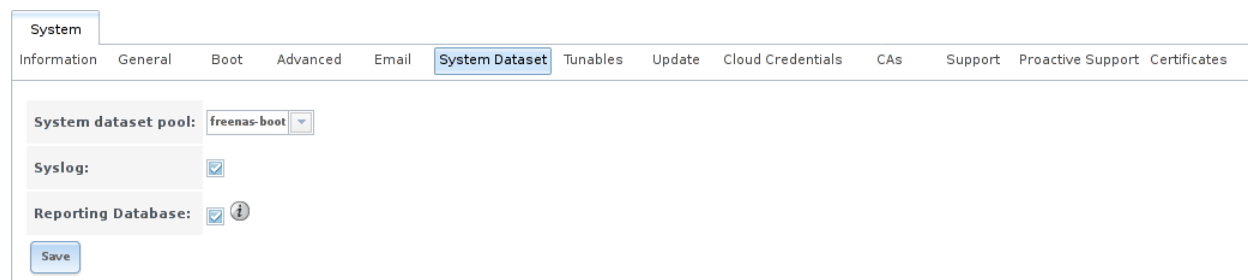 System
Information General Boot Advanced Email System Dataset Tunables Update Cloud Credentials CAs Support Proactive Support Certificates
System dataset pool: freenas-boot
Syslog:
Reporting Database: i
Save